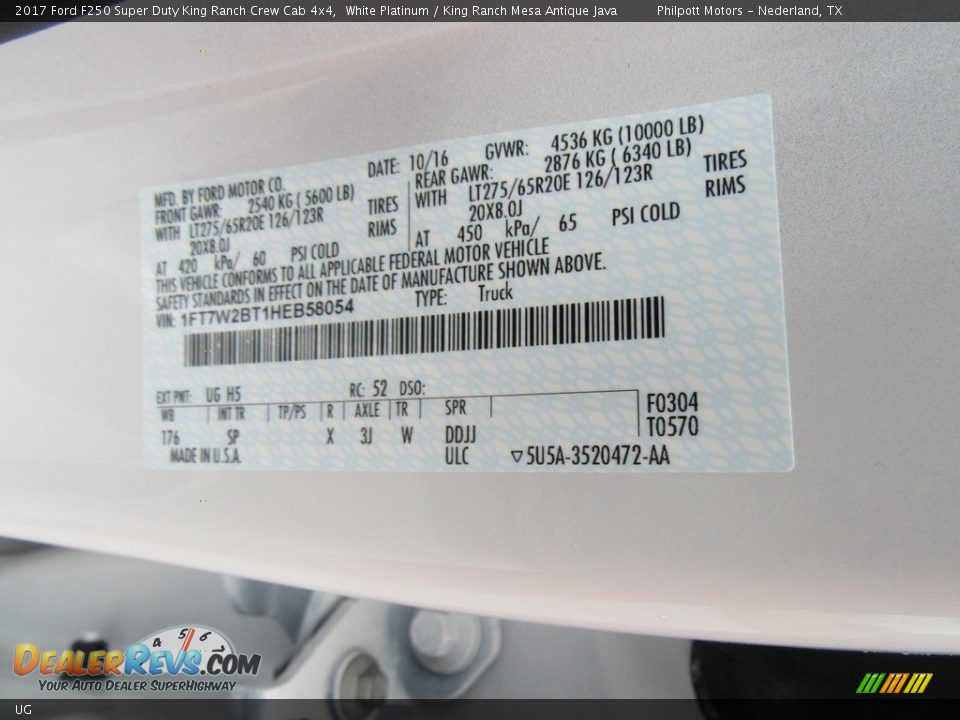 2017 Ford F250 Super Duty King Ranch Crew Cab 4x4, White Platinum / King Ranch Mesa Antique Java Philpott Motors - Nederland, TX
MFD. BY FORD MOTOR CO. DATE: 10/16 GVWR: 4536 KG (10000 LB)
FRONT GAWR: 2540 KG ( 5600 LB) REAR GAWR: 2876 KG ( 6340 LB)
WITH LT275/65R20E 126/123R TIRES WITH LT275/65R20E 126/123R TIRES
20X8.0J RIMS 20X8.0J RIMS
AT 420 kPa/ 60 PSI COLD AT 450 kPa/ 65 PSI COLD
THIS VEHICLE CONFORMS TO ALL APPLICABLE FEDERAL MOTOR VEHICLE
SAFETY STANDARDS IN EFFECT ON THE DATE OF MANUFACTURE SHOWN ABOVE.
VIN: 1FT7W2BT1HEB58054 TYPE: Truck
EXT PNT: UG H5 RC: 52 DSO:
WB INT TR TP/PS R AXLE TR SPR F0304
176 SP X 3J W DDJJ T0570
MADE IN U.S.A. ULC ▽5U5A-3520472-AA
4 5 6
DealerRevs.com
Your Auto Dealer SuperHighway
UG